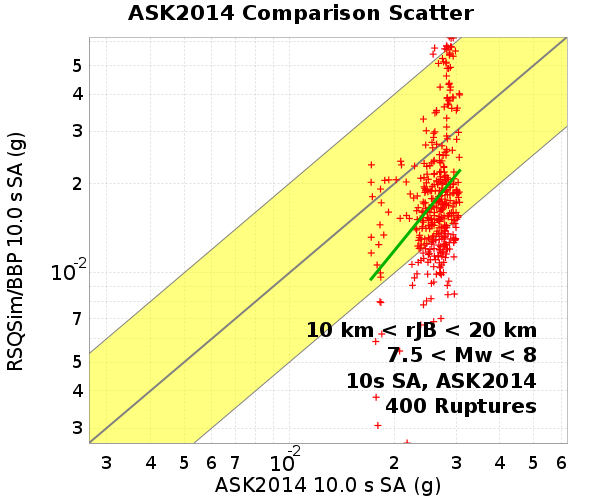 ASK2014 Comparison Scatter
RSQSim/BBP 10.0 s SA (g)
5
4
3
2
10-2
7
5
4
3
10 km < rJB < 20 km
7.5 < Mw < 8
10s SA, ASK2014
400 Ruptures
3 4 5 6 7 10-2 2 3 4 5 6
ASK2014 10.0 s SA (g)